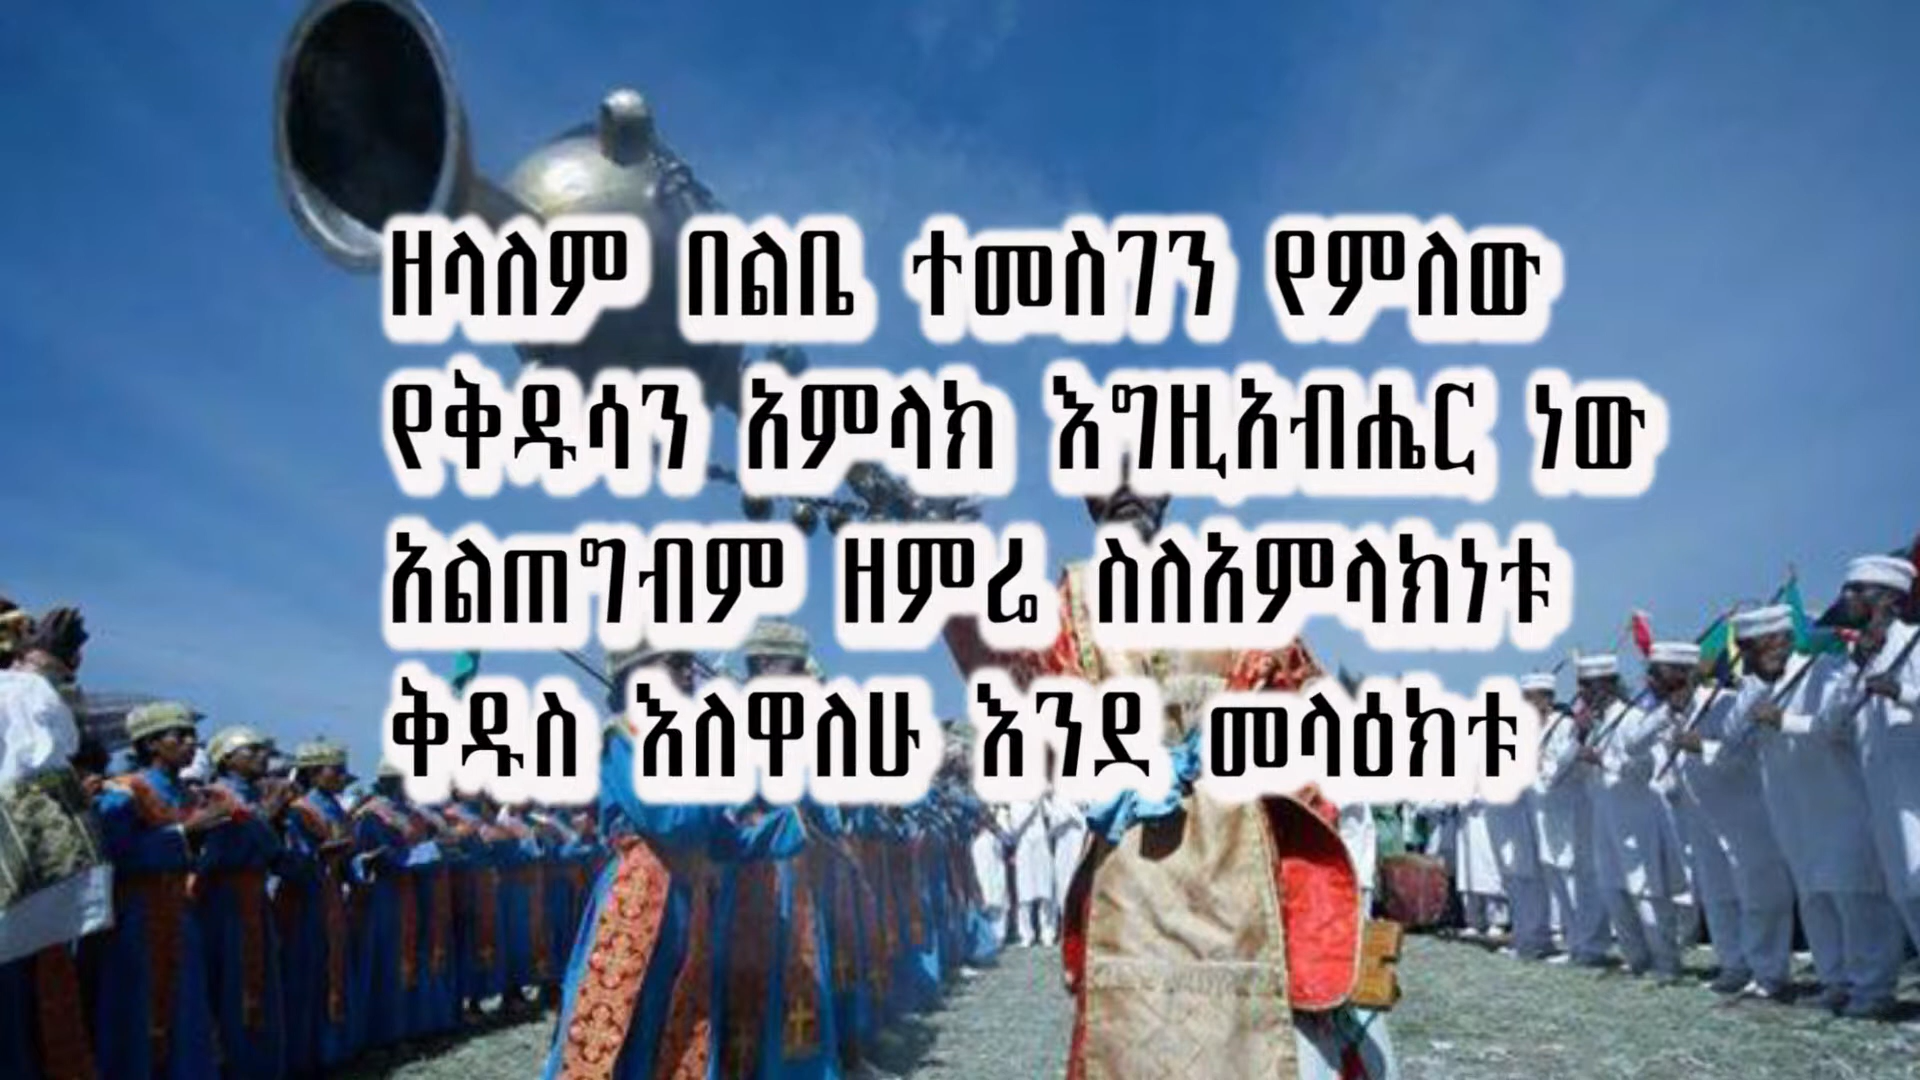 ዘላለም በልቤ ተመስገን የምለው
የቅዱሳን አምላክ እግዚአብሔር ነው
አልጠግብም ዘምሬ ስለአምላክነቱ
ቅዱስ እለዋለሁ እንደ መላዕክቱ